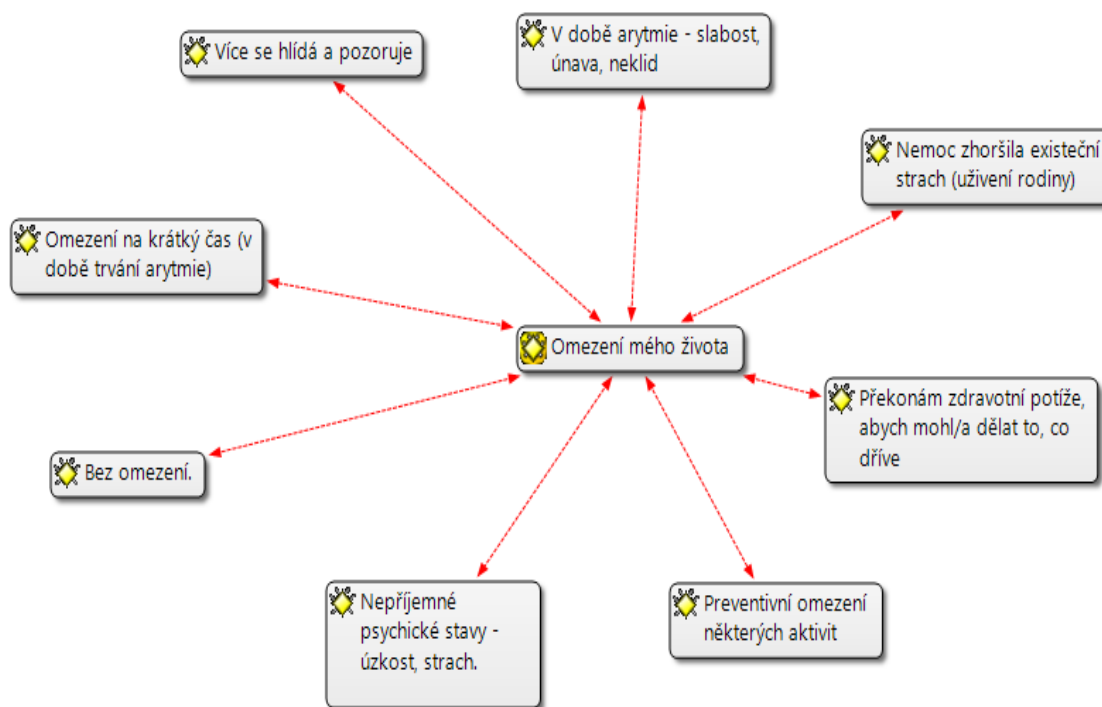 V době arytmie - slabost,
únava, neklid
Více se hlídá a pozoruje
Nemoc zhoršila existeční
strach (uživení rodiny)
Omezení na krátký čas (v
době trvání arytmie)
Omezení mého života
Překonám zdravotní potíže,
abych mohl/a dělat to, co
dříve
Bez omezení.
Nepříjemné
psychické stavy -
úzkost, strach.
Preventivní omezení
některých aktivit